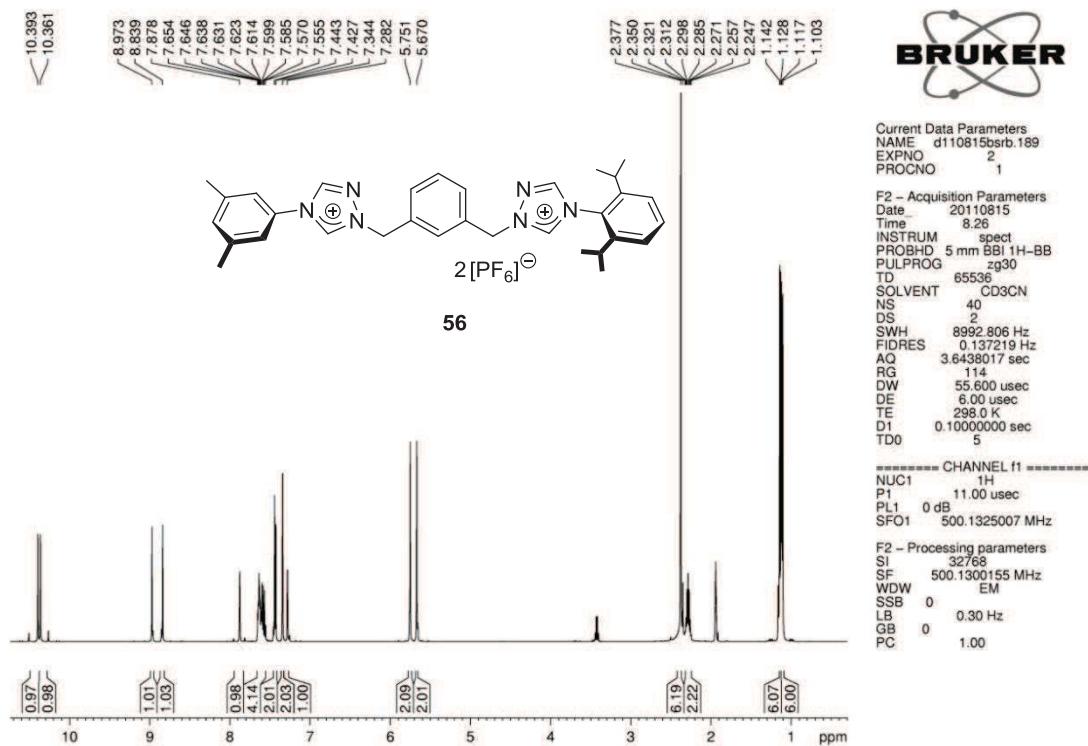 10.393
10.361
8.973
8.839
7.878
7.654
7.646
7.638
7.631
7.623
7.614
7.599
7.585
7.570
7.555
7.443
7.427
7.344
7.282
5.751
5.670
2.377
2.350
2.321
2.312
2.298
2.285
2.271
2.257
2.247
1.142
1.128
1.117
1.103
BRUKER
Current Data Parameters
NAME d110815bsrb.189
EXPNO 2
PROCNO 1
F2 – Acquisition Parameters
Date_ 20110815
Time 8.26
INSTRUM spect
PROBHD 5 mm BBI 1H–BB
PULPROG zg30
TD 65536
SOLVENT CD3CN
NS 40
DS 2
SWH 8992.806 Hz
FIDRES 0.137219 Hz
AQ 3.6438017 sec
RG 114
DW 55.600 usec
DE 6.00 usec
TE 298.0 K
D1 0.10000000 sec
TD0 5
======== CHANNEL f1 ========
NUC1 1H
P1 11.00 usec
PL1 0 dB
SFO1 500.1325007 MHz
F2 – Processing parameters
SI 32768
SF 500.1300155 MHz
WDW EM
SSB 0
LB 0.30 Hz
GB 0
PC 1.00
N N N N N N
+ +
2 [PF6]⊖
56
0.97
0.98
1.01
1.03
0.98
4.14
2.01
2.03
1.00
2.09
2.01
6.19
2.22
6.07
6.00
10 9 8 7 6 5 4 3 2 1 ppm